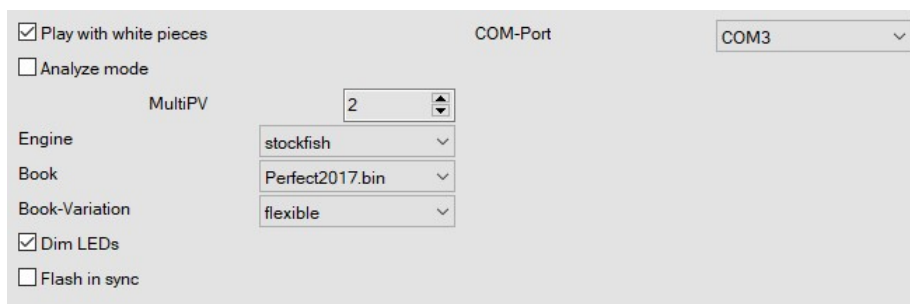 Play with white pieces
COM-Port
COM3
Analyze mode
MultiPV
2
Engine
stockfish
Book
Perfect2017.bin
Book-Variation
flexible
Dim LEDs
Flash in sync